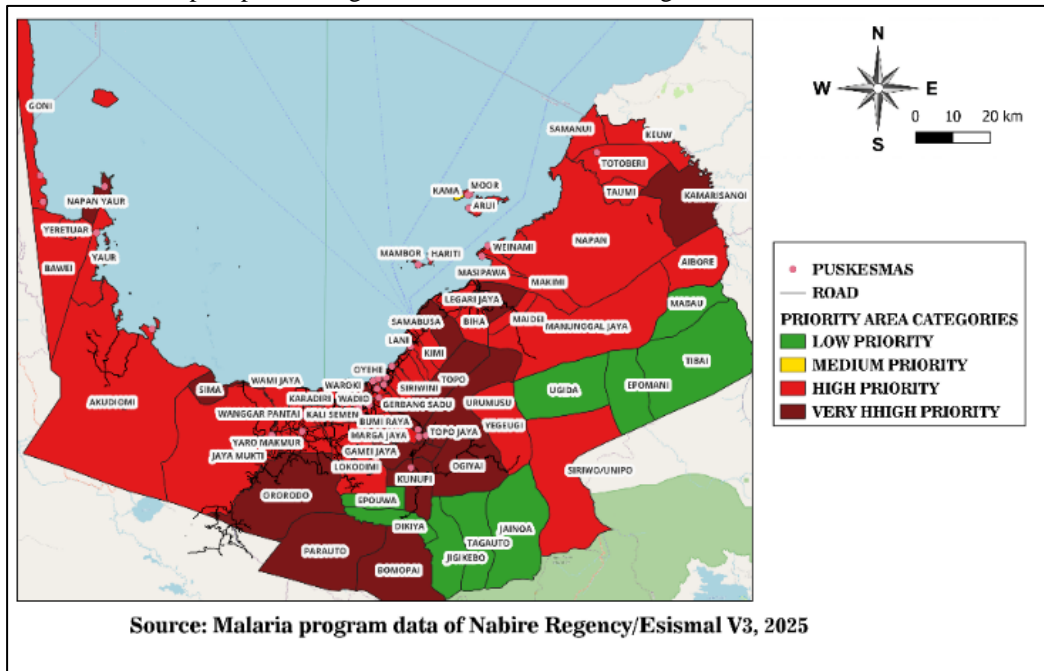 N
W E
S
0 10 20 km
GONI
SAMANUI
KEUW
TOTOBERI
KAMA
MOOR
ARUI
TAUMI
KAMARISANOI
NAPAN YAUR
YERETUAR
YAUR
BAWEI
NAPAN
WEINAMI
MAMBOR
HARITI
MASIPAWA
MAKIMI
AIBORE
LEGARI JAYA
MABAU
SAMABUSA
BIHA
MAIDEI
MANUNGGAL JAYA
LANI
KIMI
TIBAI
OYEHE
TOPO
SIMA
WAMI JAYA
WAROKI
SIRIWINI
UGIDA
EPOMANI
AKUDIOMI
KARADIRI
WADIO
GERBANG SADU
URUMUSU
WANGGAR PANTAI
KALI SEMEN
BUMI RAYA
YEGEUGI
YARO MAKMUR
MARGA JAYA
TOPO JAYA
JAYA MUKTI
GAMEI JAYA
LOKODIMI
OGIYAI
SIRIWO/UNIPO
KUNUPI
ORORODO
EPOUWA
DIKIYA
JAINOA
PARAUTO
TAGAUTO
JIGIKEBO
BOMOPAI
PUSKESMAS
ROAD
PRIORITY AREA CATEGORIES
LOW PRIORITY
MEDIUM PRIORITY
HIGH PRIORITY
VERY HHIGH PRIORITY
Source: Malaria program data of Nabire Regency/Esismal V3, 2025